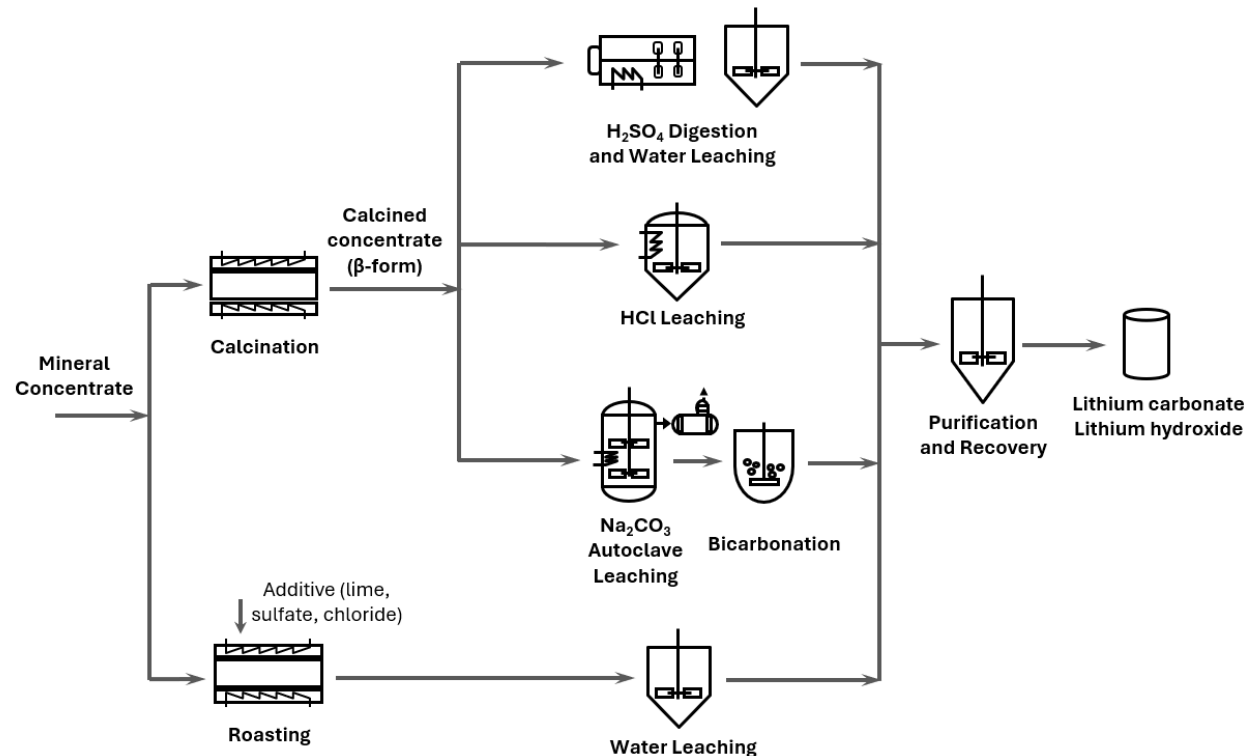 H₂SO₄ Digestion
and Water Leaching
Calcined
concentrate
(β-form)
HCl Leaching
Calcination
Mineral
Concentrate
Purification
and Recovery
Lithium carbonate
Lithium hydroxide
Na₂CO₃
Autoclave
Leaching
Bicarbonation
Additive (lime,
sulfate, chloride)
Roasting
Water Leaching